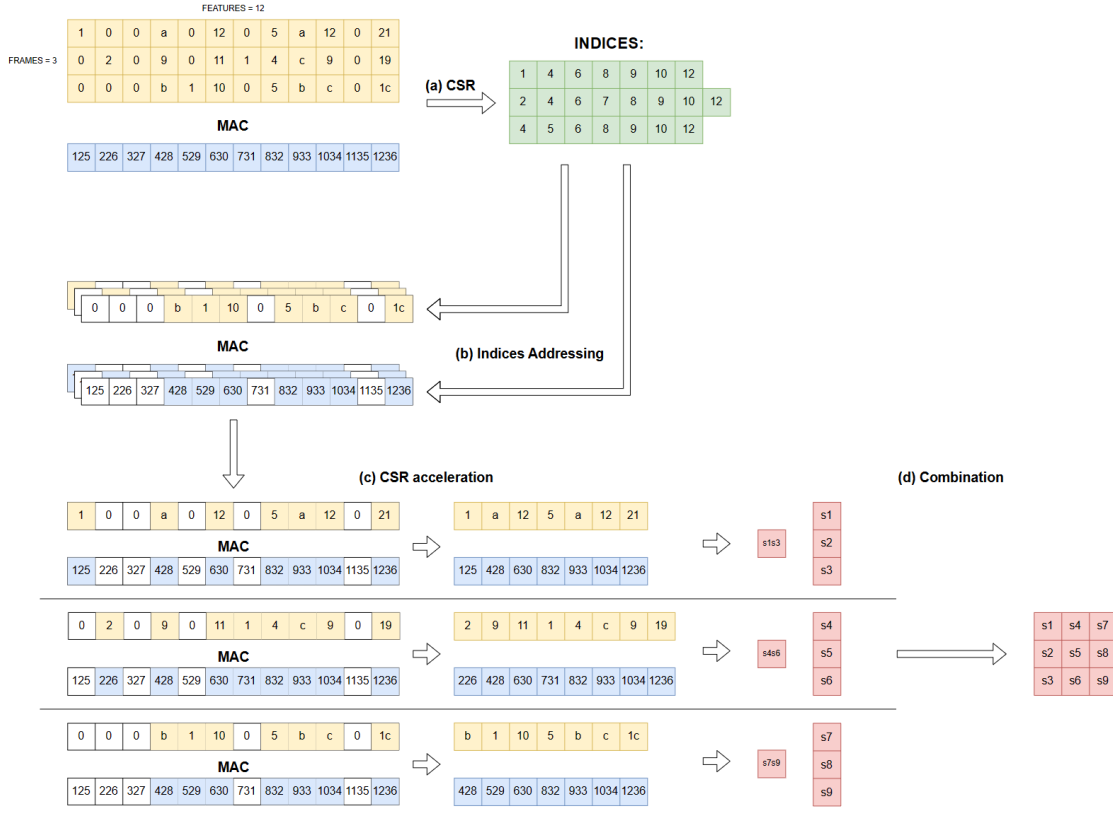 FEATURES = 12
1 0 0 a 0 12 0 5 a 12 0 21
FRAMES = 3
0 2 0 9 0 11 1 4 c 9 0 19
0 0 0 b 1 10 0 5 b c 0 1c
MAC
125 226 327 428 529 630 731 832 933 1034 1135 1236
(a) CSR
INDICES:
1 4 6 8 9 10 12
2 4 6 7 8 9 10 12
4 5 6 8 9 10 12
0 0 0 b 1 10 0 5 b c 0 1c
MAC
125 226 327 428 529 630 731 832 933 1034 1135 1236
(b) Indices Addressing
(c) CSR acceleration
(d) Combination
1 0 0 a 0 12 0 5 a 12 0 21
MAC
125 226 327 428 529 630 731 832 933 1034 1135 1236
1 a 12 5 a 12 21
125 428 630 832 933 1034 1236
s1s3
s1
s2
s3
0 2 0 9 0 11 1 4 c 9 0 19
MAC
125 226 327 428 529 630 731 832 933 1034 1135 1236
2 9 11 1 4 c 9 19
226 428 630 731 832 933 1034 1236
s4s6
s4
s5
s6
0 0 0 b 1 10 0 5 b c 0 1c
MAC
125 226 327 428 529 630 731 832 933 1034 1135 1236
b 1 10 5 b c 1c
428 529 630 832 933 1034 1236
s7s9
s7
s8
s9
s1 s4 s7
s2 s5 s8
s3 s6 s9